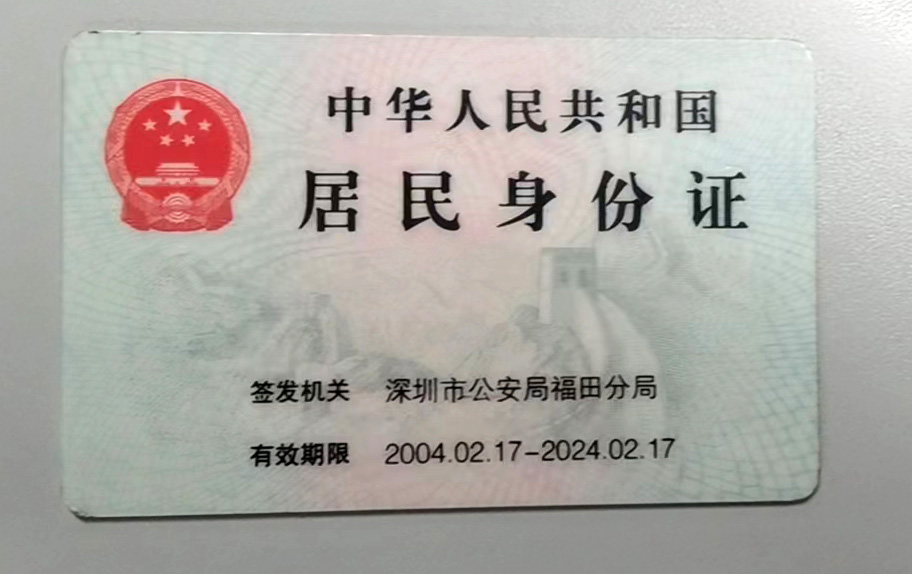 中华人民共和国
居民身份证
签发机关 深圳市公安局福田分局
有效期限 2004.02.17-2024.02.17